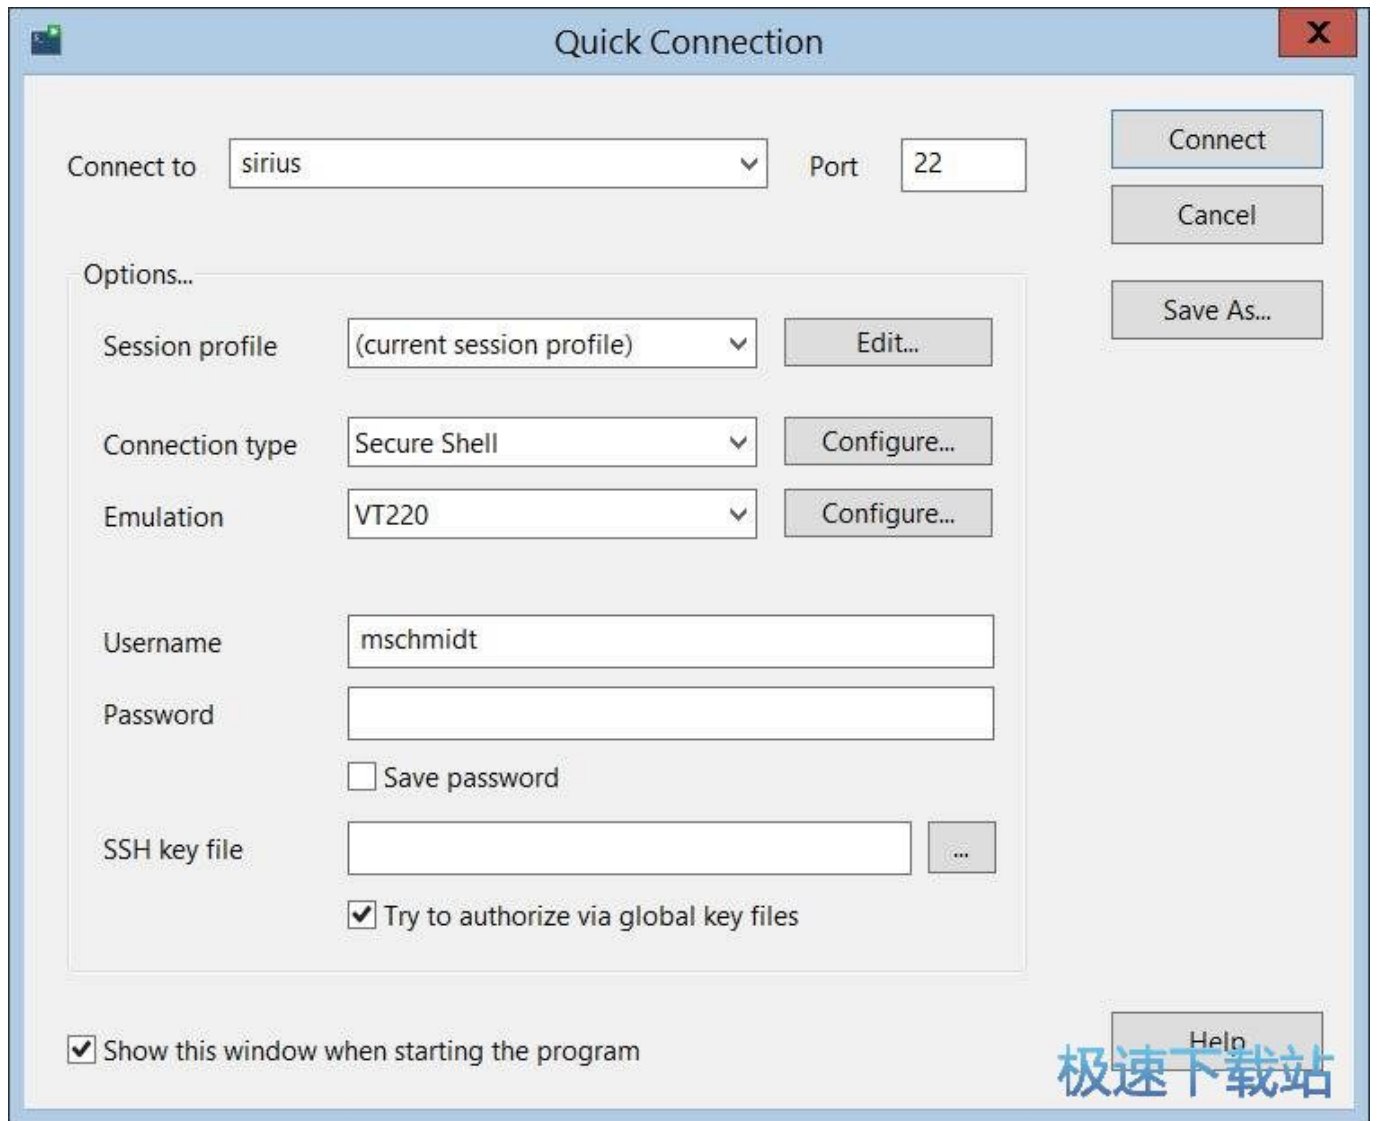 Quick Connection
X
Connect to sirius Port 22 Connect
Cancel
Options...
Save As...
Session profile (current session profile) Edit...
Connection type Secure Shell Configure...
Emulation VT220 Configure...
Username mschmidt
Password
Save password
SSH key file ...
Try to authorize via global key files
Show this window when starting the program
Help
极速下载站